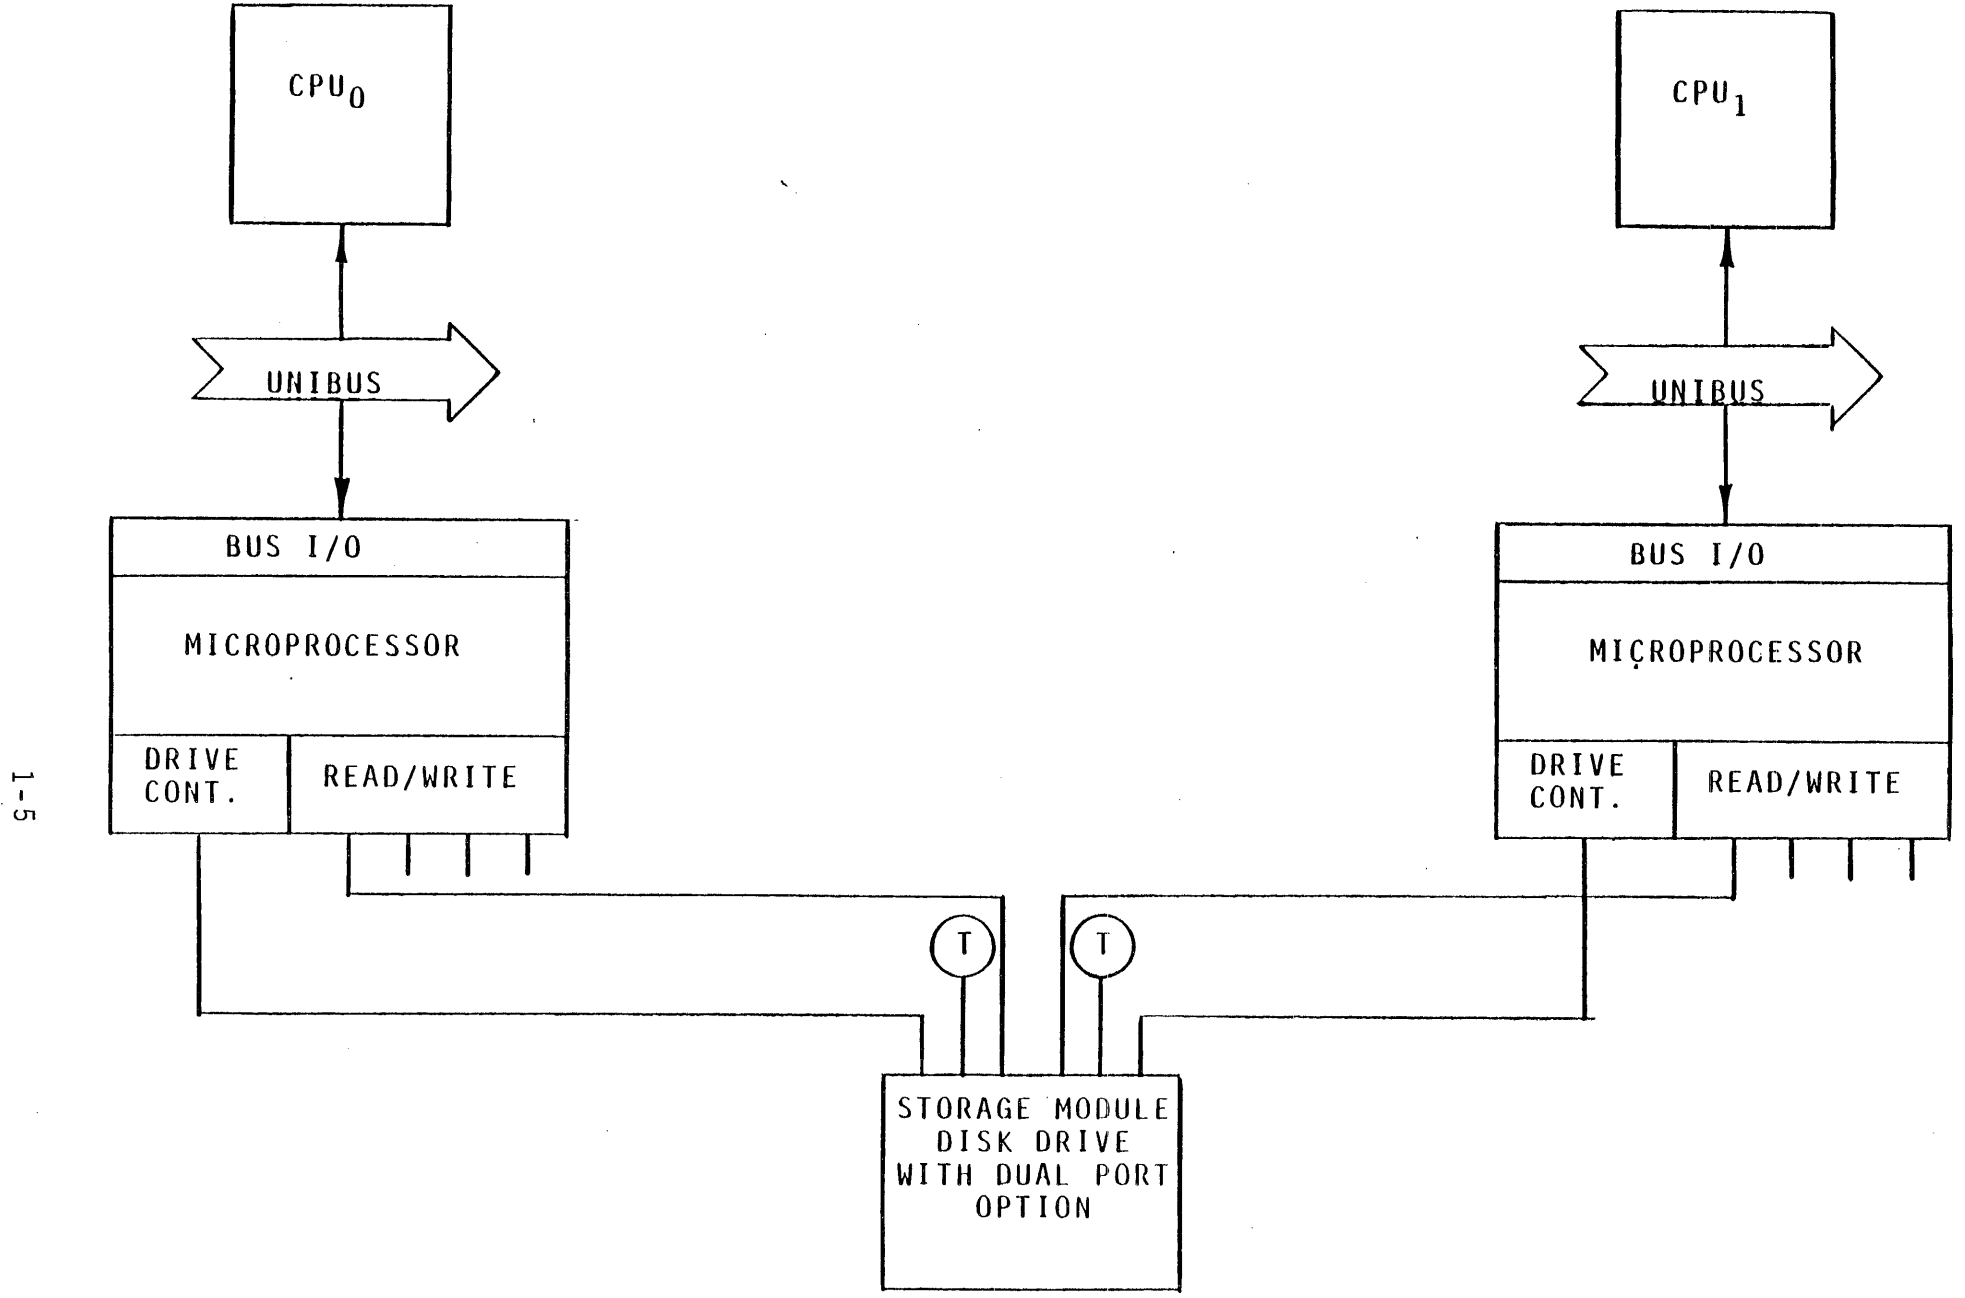 CPU0
CPU1
UNIBUS
UNIBUS
BUS I/O
MICROPROCESSOR
DRIVE
CONT.
READ/WRITE
BUS I/O
MICROPROCESSOR
DRIVE
CONT.
READ/WRITE
T
T
STORAGE MODULE
DISK DRIVE
WITH DUAL PORT
OPTION
1-5